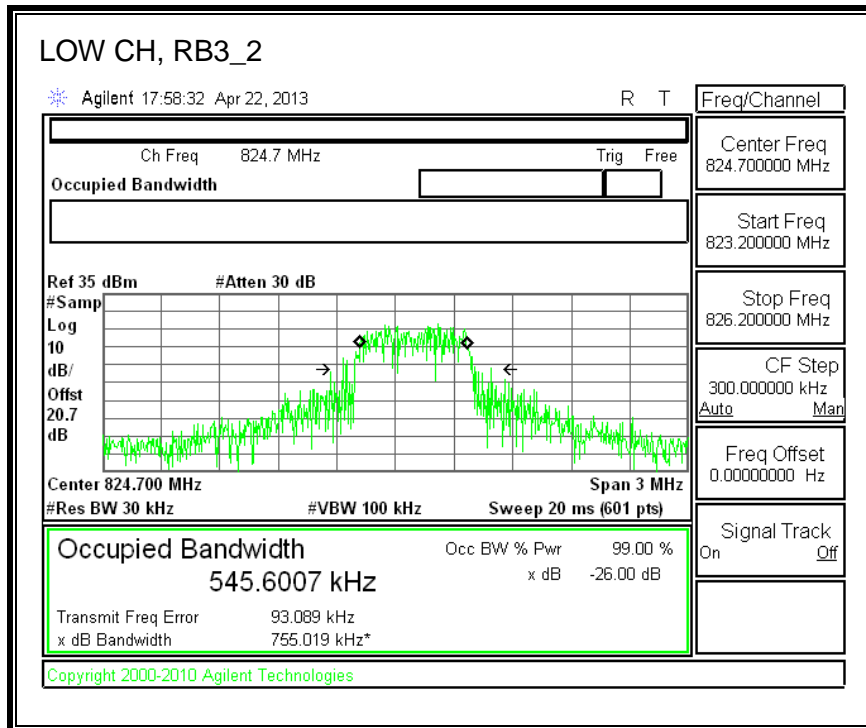 LOW CH, RB3_2
Agilent 17:58:32 Apr 22, 2013 R T
Ch Freq 824.7 MHz Trig Free
Occupied Bandwidth
Ref 35 dBm #Atten 30 dB
#Samp
Log
10
dB/
Offst
20.7
dB
Center 824.700 MHz Span 3 MHz
#Res BW 30 kHz #VBW 100 kHz Sweep 20 ms (601 pts)
Occupied Bandwidth Occ BW % Pwr 99.00 %
545.6007 kHz x dB -26.00 dB
Transmit Freq Error 93.089 kHz
x dB Bandwidth 755.019 kHz*
Copyright 2000-2010 Agilent Technologies
Freq/Channel
Center Freq
824.700000 MHz
Start Freq
823.200000 MHz
Stop Freq
826.200000 MHz
CF Step
300.000000 kHz
Auto Man
Freq Offset
0.00000000 Hz
Signal Track
On Off